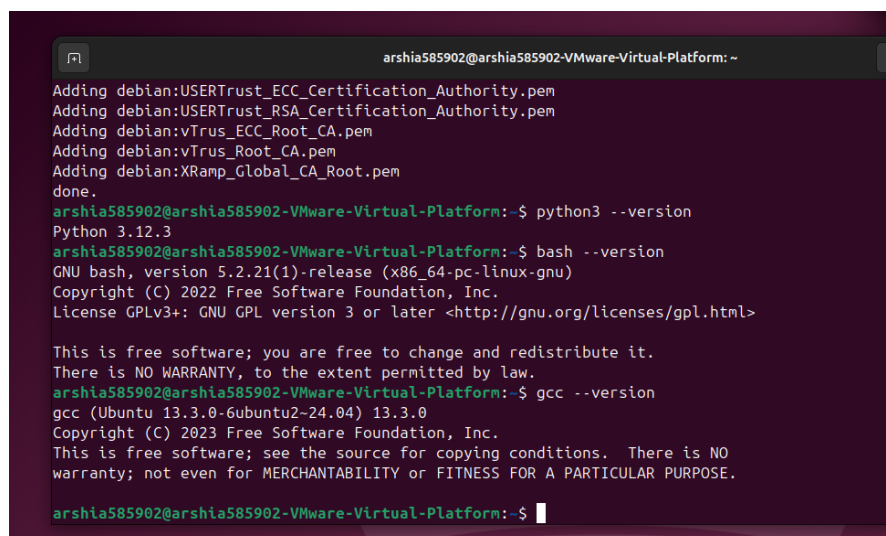 arshia585902@arshia585902-VMware-Virtual-Platform: ~
Adding debian:USERTrust_ECC_Certification_Authority.pem
Adding debian:USERTrust_RSA_Certification_Authority.pem
Adding debian:vTrus_ECC_Root_CA.pem
Adding debian:vTrus_Root_CA.pem
Adding debian:XRamp_Global_CA_Root.pem
done.
arshia585902@arshia585902-VMware-Virtual-Platform:~$ python3 --version
Python 3.12.3
arshia585902@arshia585902-VMware-Virtual-Platform:~$ bash --version
GNU bash, version 5.2.21(1)-release (x86_64-pc-linux-gnu)
Copyright (C) 2022 Free Software Foundation, Inc.
License GPLv3+: GNU GPL version 3 or later <http://gnu.org/licenses/gpl.html>

This is free software; you are free to change and redistribute it.
There is NO WARRANTY, to the extent permitted by law.
arshia585902@arshia585902-VMware-Virtual-Platform:~$ gcc --version
gcc (Ubuntu 13.3.0-6ubuntu2~24.04) 13.3.0
Copyright (C) 2023 Free Software Foundation, Inc.
This is free software; see the source for copying conditions.  There is NO
warranty; not even for MERCHANTABILITY or FITNESS FOR A PARTICULAR PURPOSE.

arshia585902@arshia585902-VMware-Virtual-Platform:~$